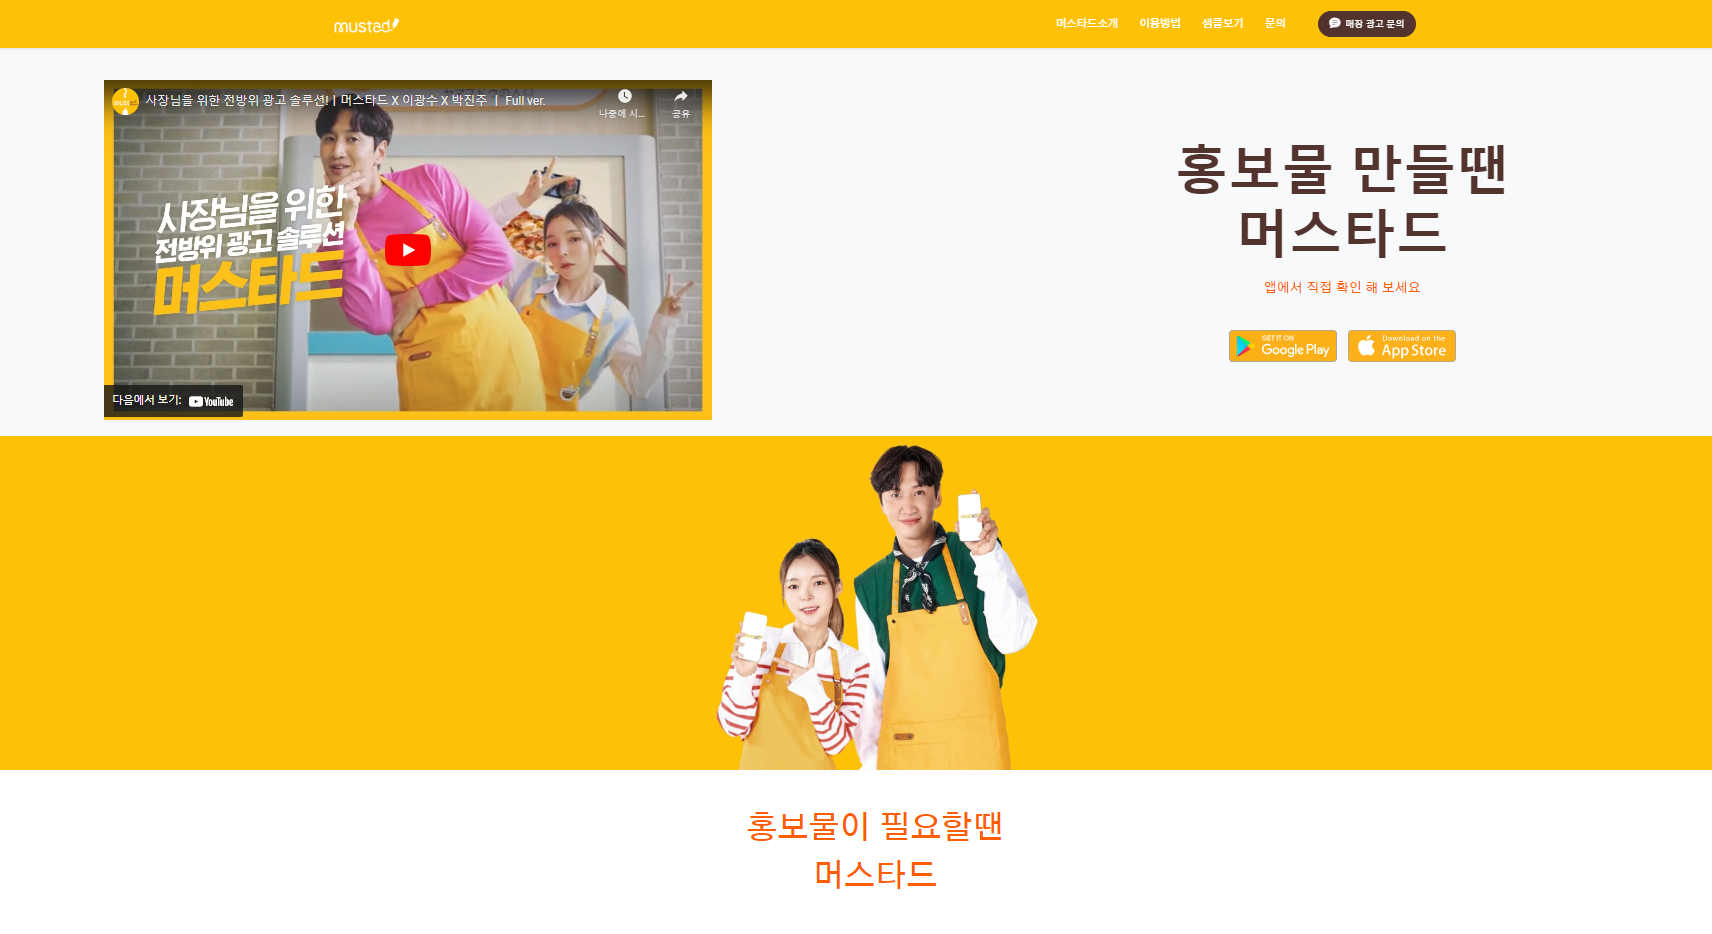 mustad
머스타드소개 이용방법 샘플보기 문의 매장 광고 문의
사장님을 위한 전방위 광고 솔루션! | 머스타드 X 이광수 X 박진주 | Full ver.
나중에 시...
공유
사장님을 위한
전방위 광고 솔루션
머스타드
다음에서 보기: YouTube
홍보물 만들땐
머스타드
앱에서 직접 확인 해 보세요
GET IT ON
Google Play
Download on the
App Store
홍보물이 필요할땐
머스타드